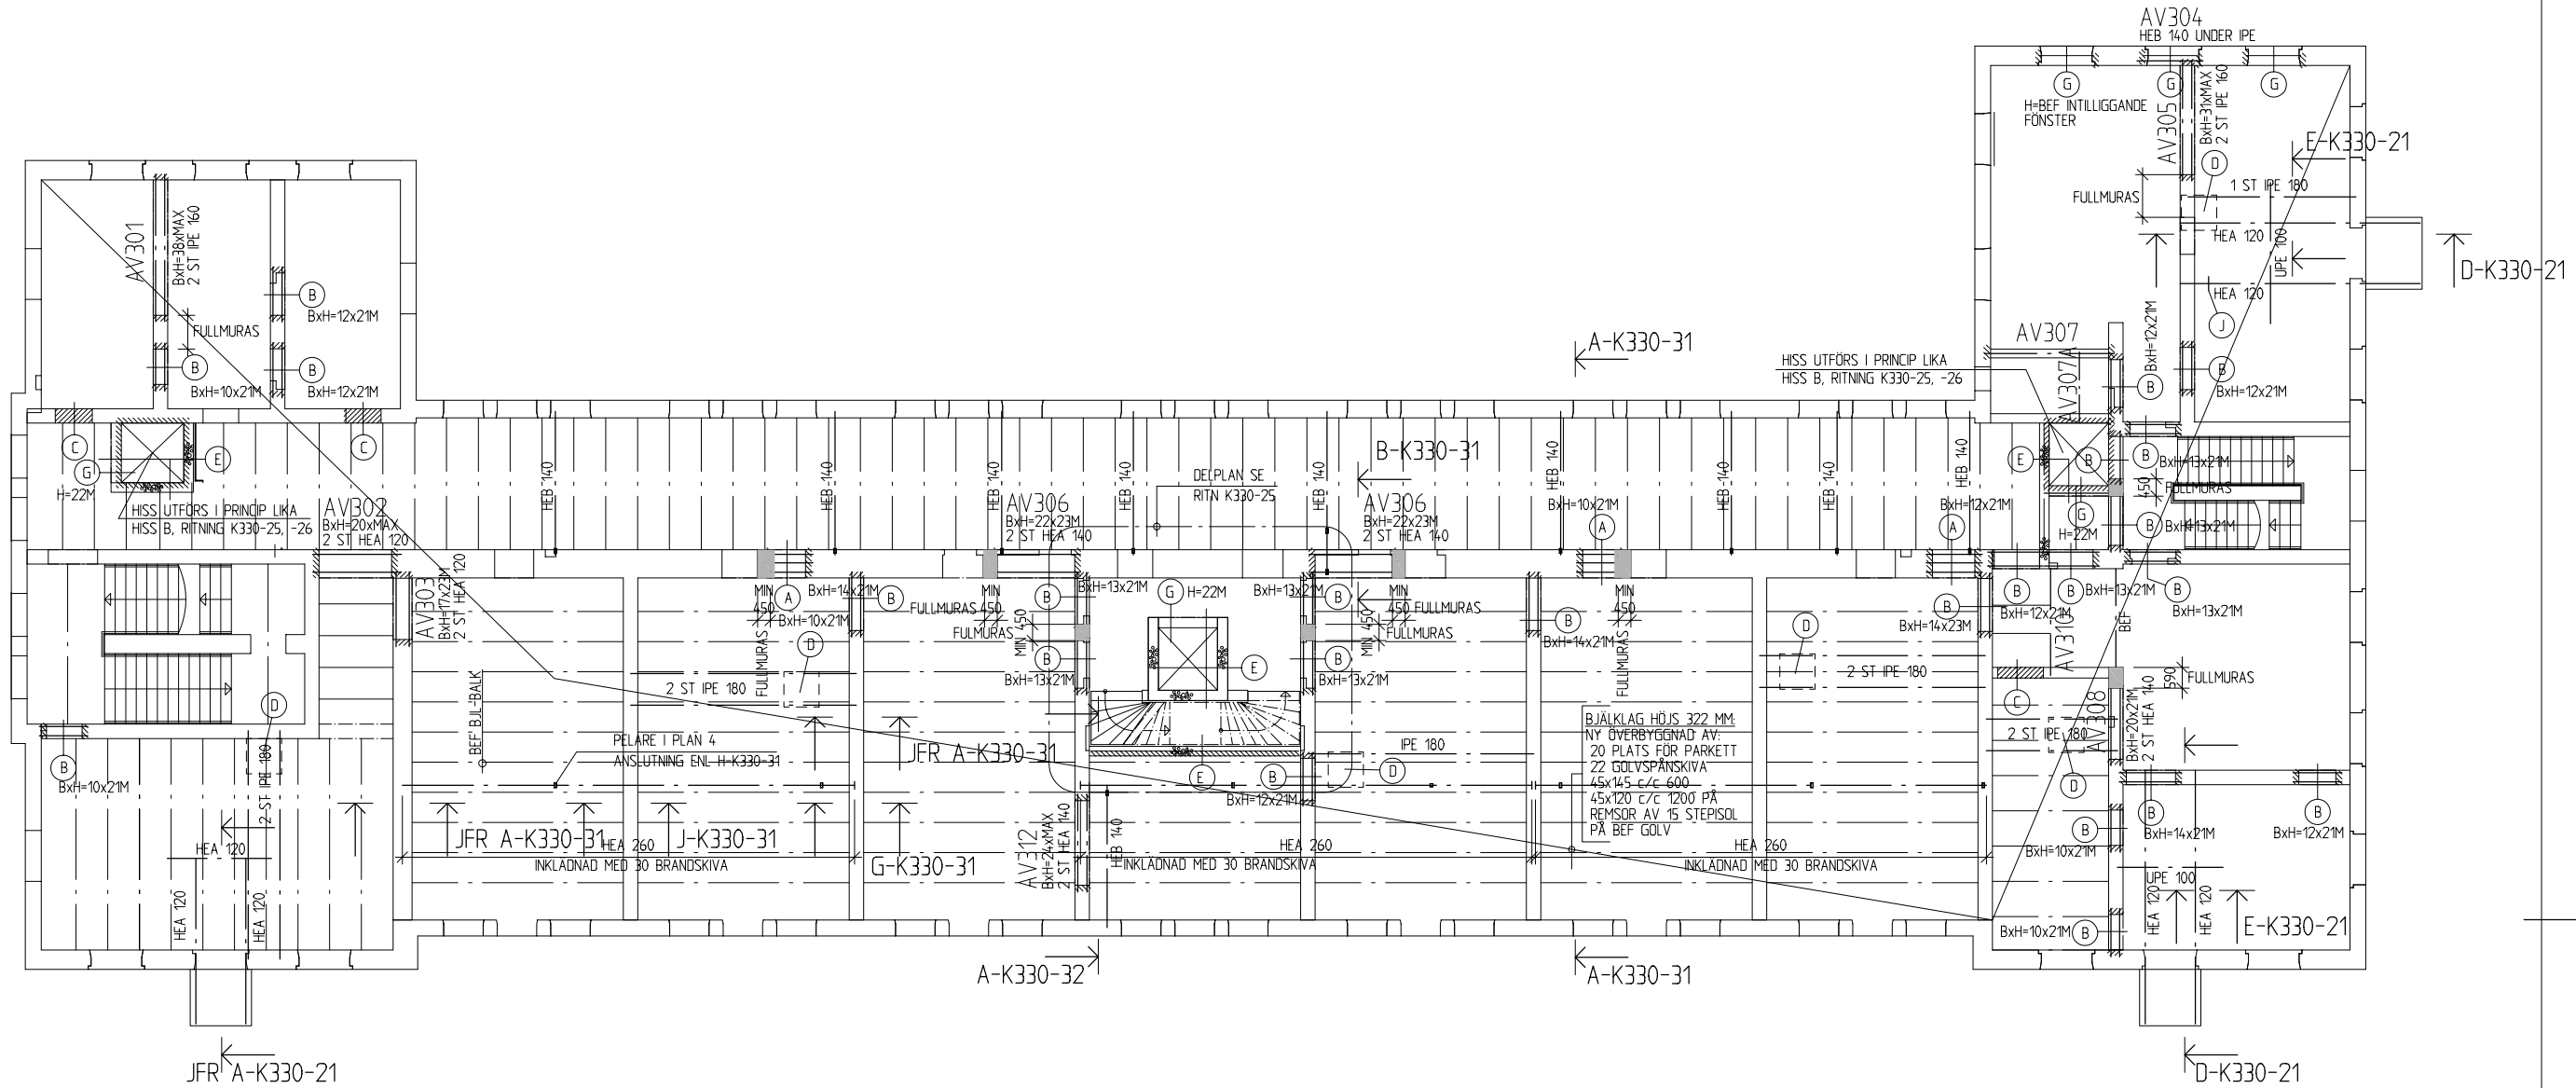 AV304
HEB 140 UNDER IPE
G
G
G
H=BEF INTILLIGGANDE
FÖNSTER
AV305
BxH=31xMAX
2 ST IPE 160
D
E-K330-21
1 ST IPE 180
FULLMURAS
HEA 120
UPE 100
D-K330-21
HEA 120
J
AV301
BxH=38xMAX
2 ST IPE 160
B
BxH=12x21M
FULLMURAS
B
BxH=10x21M
B
BxH=12x21M
A-K330-31
AV307
HISS UTFÖRS I PRINCIP LIKA
HISS B, RITNING K330-25, -26
AV307A
BxH=12x21M
B
B
BxH=12x21M
C
G
H=22M
E
C
HISS UTFÖRS I PRINCIP LIKA
HISS B, RITNING K330-25, -26
AV302
BxH=20xMAX
2 ST HEA 120
HEB 140
HEB 140
HEB 140
HEB 140
HEB 140
HEB 140
HEB 140
HEB 140
HEB 140
B-K330-31
DELPLAN SE
RITN K330-25
AV306
BxH=22x23M
2 ST HEA 140
AV306
BxH=22x23M
2 ST HEA 140
BxH=10x21M
A
BxH=12x21M
A
E
B
B
BxH=13x21M
450
FULLMURAS
G
H=22M
B
BxH=13x21M
AV303
BxH=17x23M
2 ST HEA 120
MIN
450
A
BxH=14x21M
BxH=10x21M
B
FULLMURAS
MIN
450
FULLMURAS
FULMURAS
MIN 450
B
BxH=13x21M
G
H=22M
BxH=13x21M
B
MIN
450
FULLMURAS
FULLMURAS
MIN 450
B
BxH=13x21M
E
B
BxH=13x21M
B
BxH=14x21M
MIN
450
FULLMURAS
D
D
B
BxH=14x23M
B
BxH=12x21M
B
BxH=13x21M
B
BxH=13x21M
AV310
BEF
590
FULLMURAS
C
2 ST IPE 180
2 ST IPE 180
BEF BJL-BALK
D
2 ST IPE 180
B
BxH=10x21M
PELARE I PLAN 4
ANSLUTNING ENL H-K330-31
JFR A-K330-31
E
IPE 180
D
B
BxH=12x21M
BJÄLKLAG HÖJS 322 MM:
NY ÖVERBYGGNAD AV:
20 PLATS FÖR PARKETT
22 GOLVSPÅNSKIVA
45x145 c/c 600
45x120 c/c 1200 PÅ
REMSOR AV 15 STEPISOL
PÅ BEF GOLV
2 ST IPE 180
D
AV308
BxH=20x21M
2 ST HEA 140
B
BxH=14x21M
B
BxH=12x21M
B
BxH=10x21M
JFR A-K330-31
J-K330-31
G-K330-31
HEA 260
INKLÄDNAD MED 30 BRANDSKIVA
AV312
BxH=24xMAX
2 ST HEA 140
HEB 140
HEA 260
INKLÄDNAD MED 30 BRANDSKIVA
HEA 260
INKLÄDNAD MED 30 BRANDSKIVA
HEA 120
HEA 120
HEA 120
UPE 100
HEA 120
HEA 120
BxH=10x21M
B
E-K330-21
A-K330-32
A-K330-31
JFR A-K330-21
D-K330-21